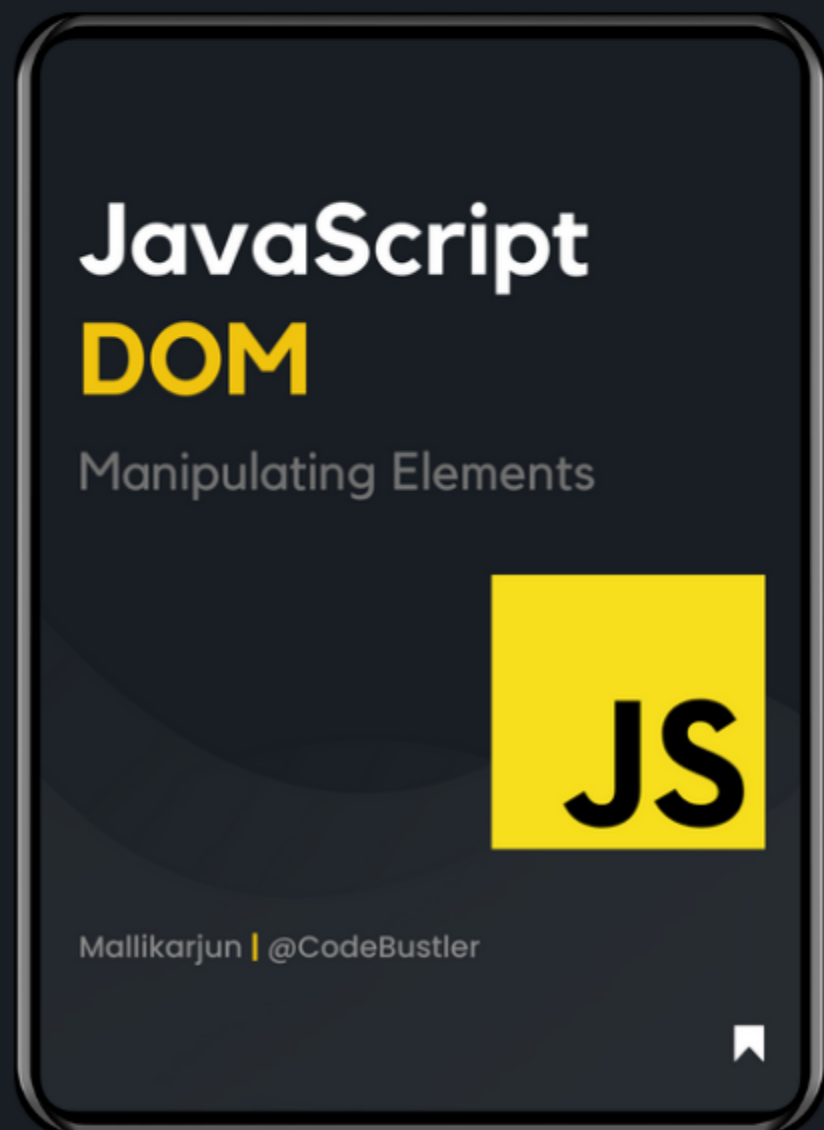 JavaScript
DOM
Manipulating Elements
JS
Mallikarjun | @CodeBustler